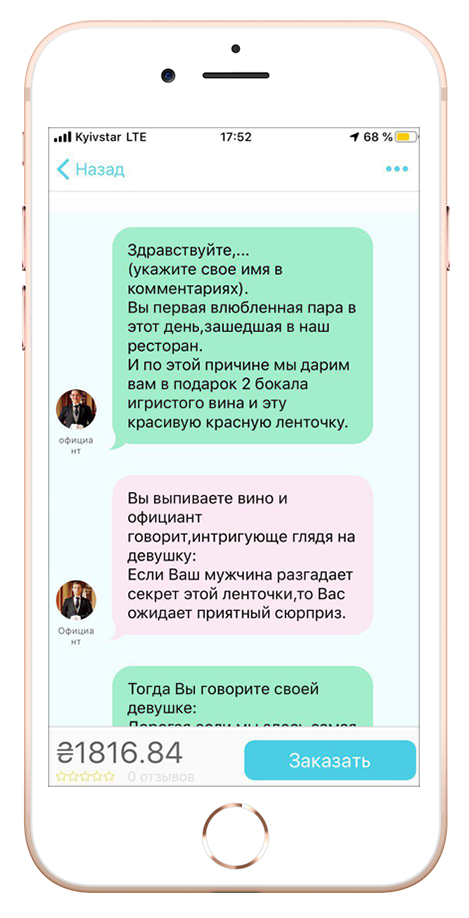 Kyivstar LTE 17:52 68 %
Назад
Здравствуйте,...
(укажите свое имя в
комментариях).
Вы первая влюбленная пара в
этот день,зашедшая в наш
ресторан.
И по этой причине мы дарим
вам в подарок 2 бокала
игристого вина и эту
красивую красную ленточку.
официа
нт
Вы выпиваете вино и
официант
говорит,интригующе глядя на
девушку:
Если Ваш мужчина разгадает
секрет этой ленточки,то Вас
ожидает приятный сюрприз.
Официа
нт
Тогда Вы говорите своей
девушке:
₴1816.84
0 отзывов
Заказать